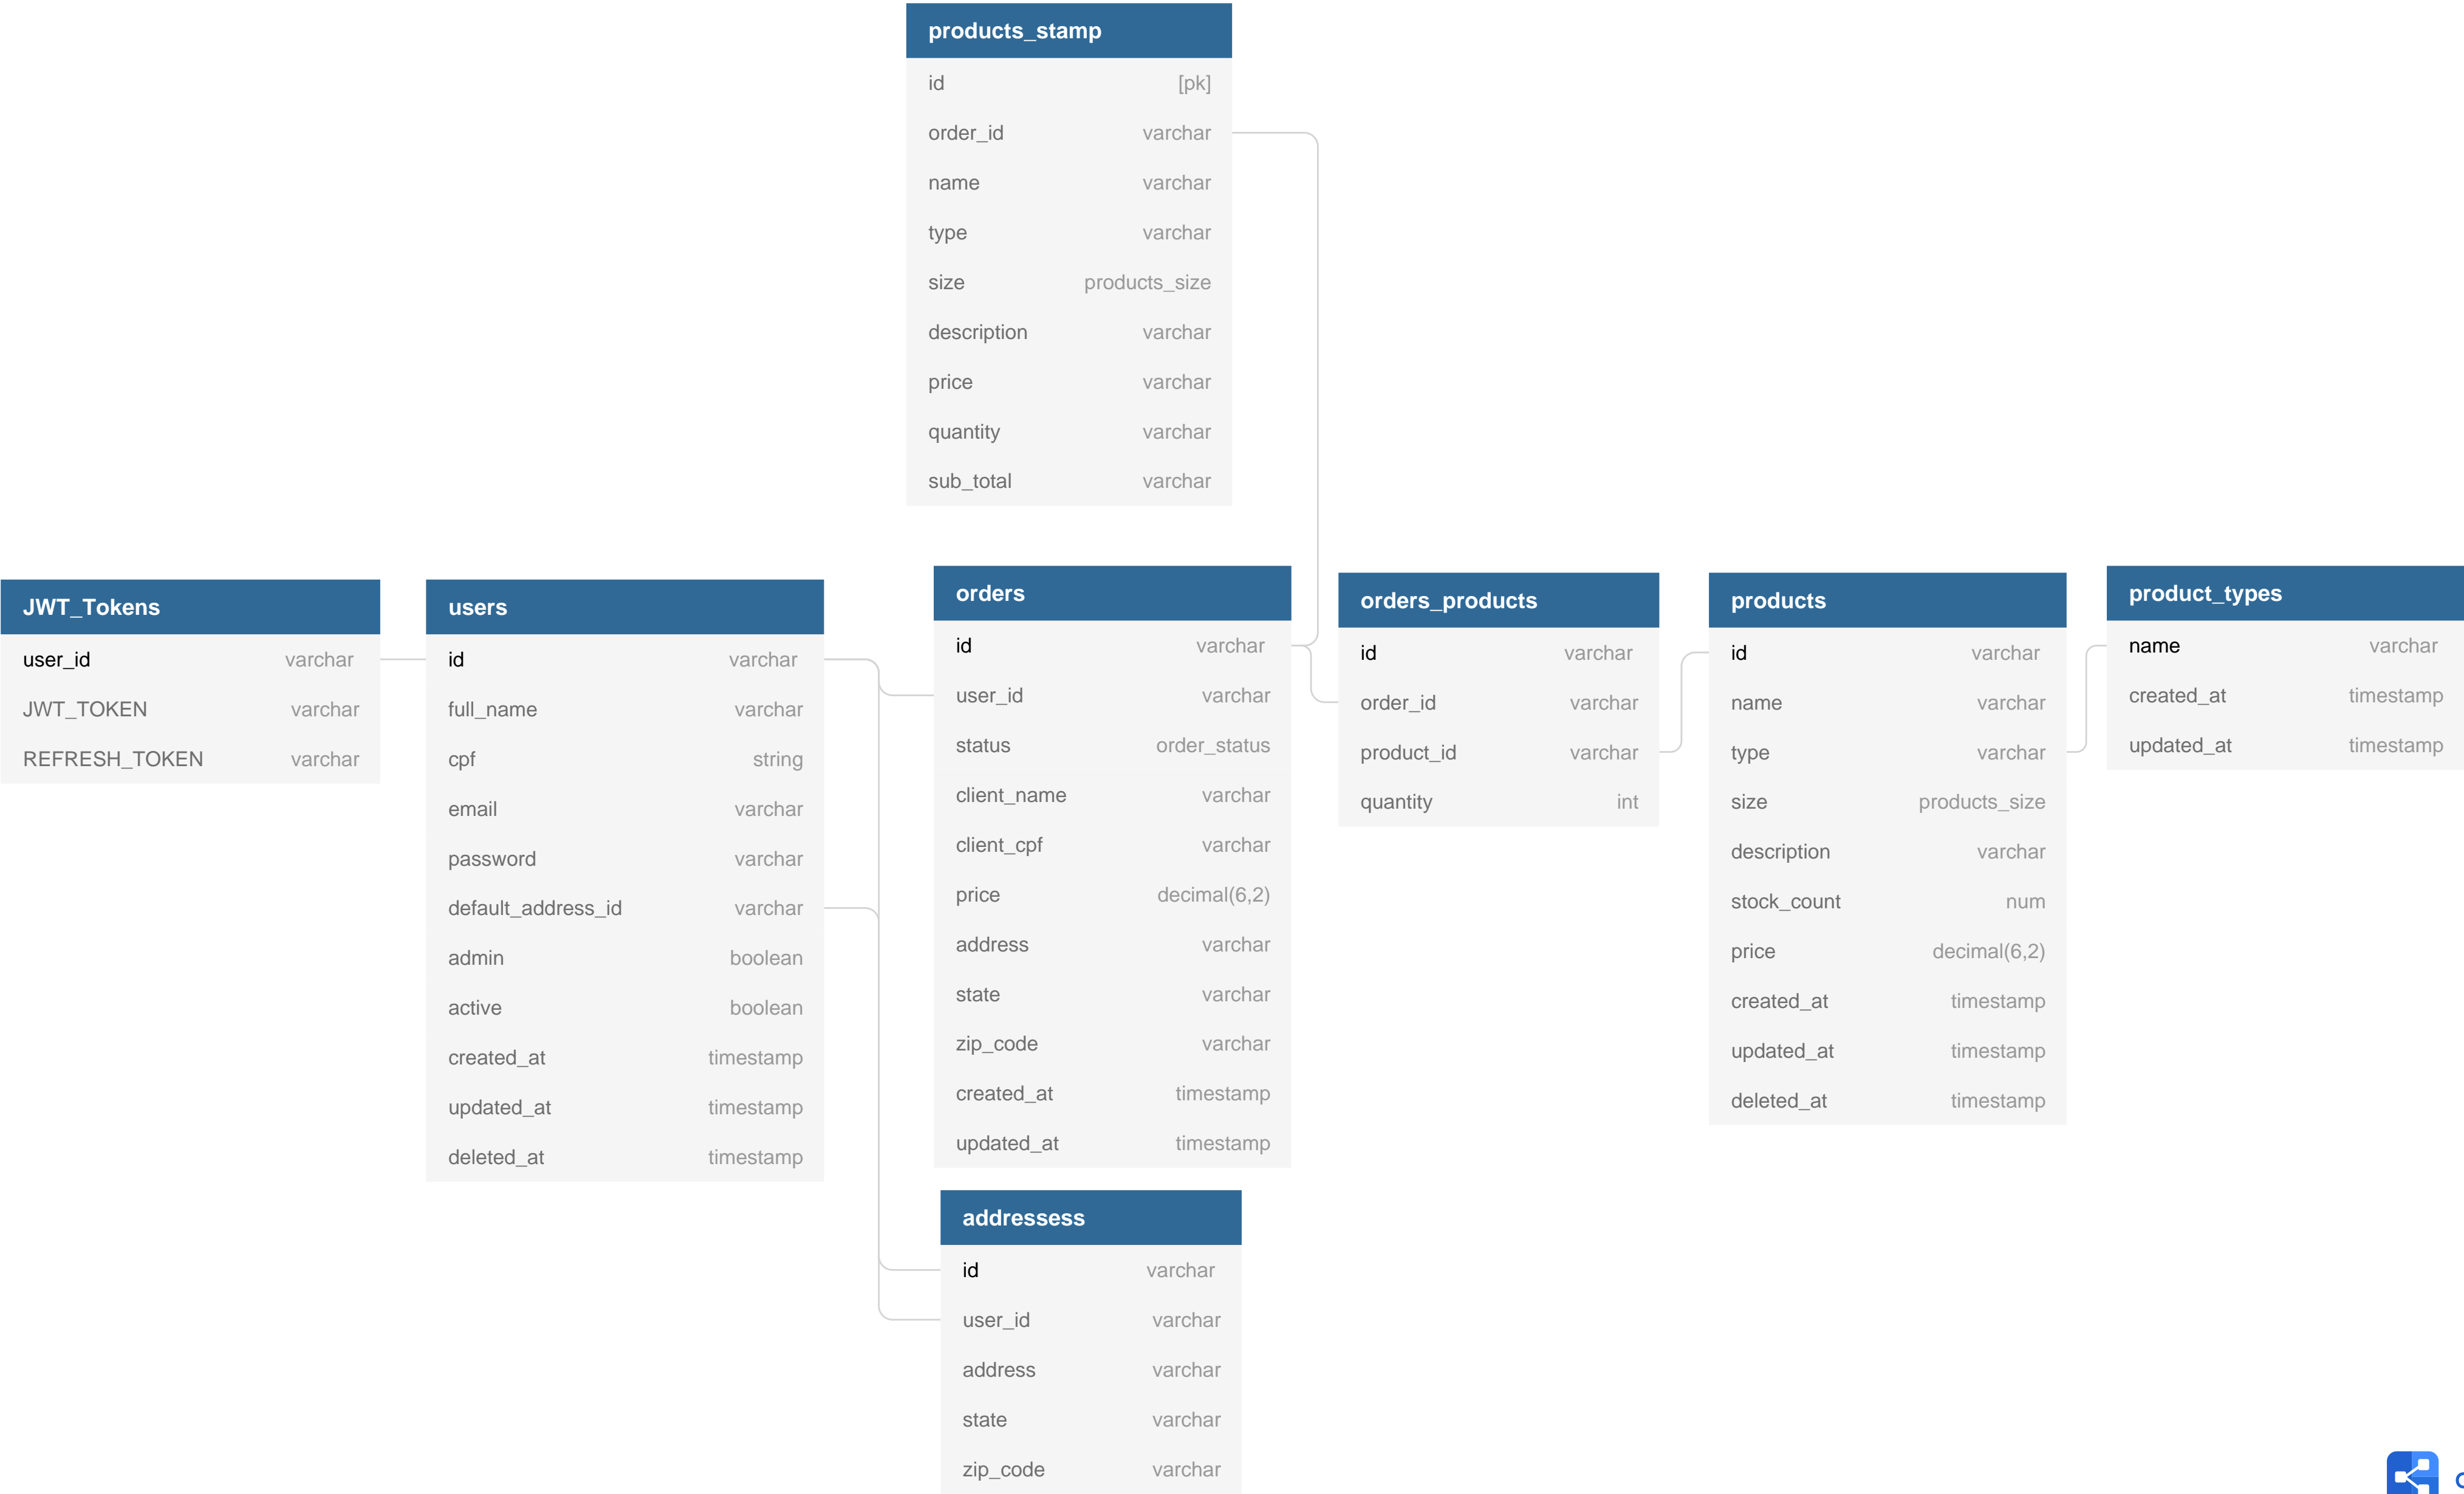 products_stamp
id [pk]
order_id varchar
name varchar
type varchar
size products_size
description varchar
price varchar
quantity varchar
sub_total varchar
JWT_Tokens
user_id varchar
JWT_TOKEN varchar
REFRESH_TOKEN varchar
users
id varchar
full_name varchar
cpf string
email varchar
password varchar
default_address_id varchar
admin boolean
active boolean
created_at timestamp
updated_at timestamp
deleted_at timestamp
orders
id varchar
user_id varchar
status order_status
client_name varchar
client_cpf varchar
price decimal(6,2)
address varchar
state varchar
zip_code varchar
created_at timestamp
updated_at timestamp
orders_products
id varchar
order_id varchar
product_id varchar
quantity int
products
id varchar
name varchar
type varchar
size products_size
description varchar
stock_count num
price decimal(6,2)
created_at timestamp
updated_at timestamp
deleted_at timestamp
product_types
name varchar
created_at timestamp
updated_at timestamp
addressess
id varchar
user_id varchar
address varchar
state varchar
zip_code varchar